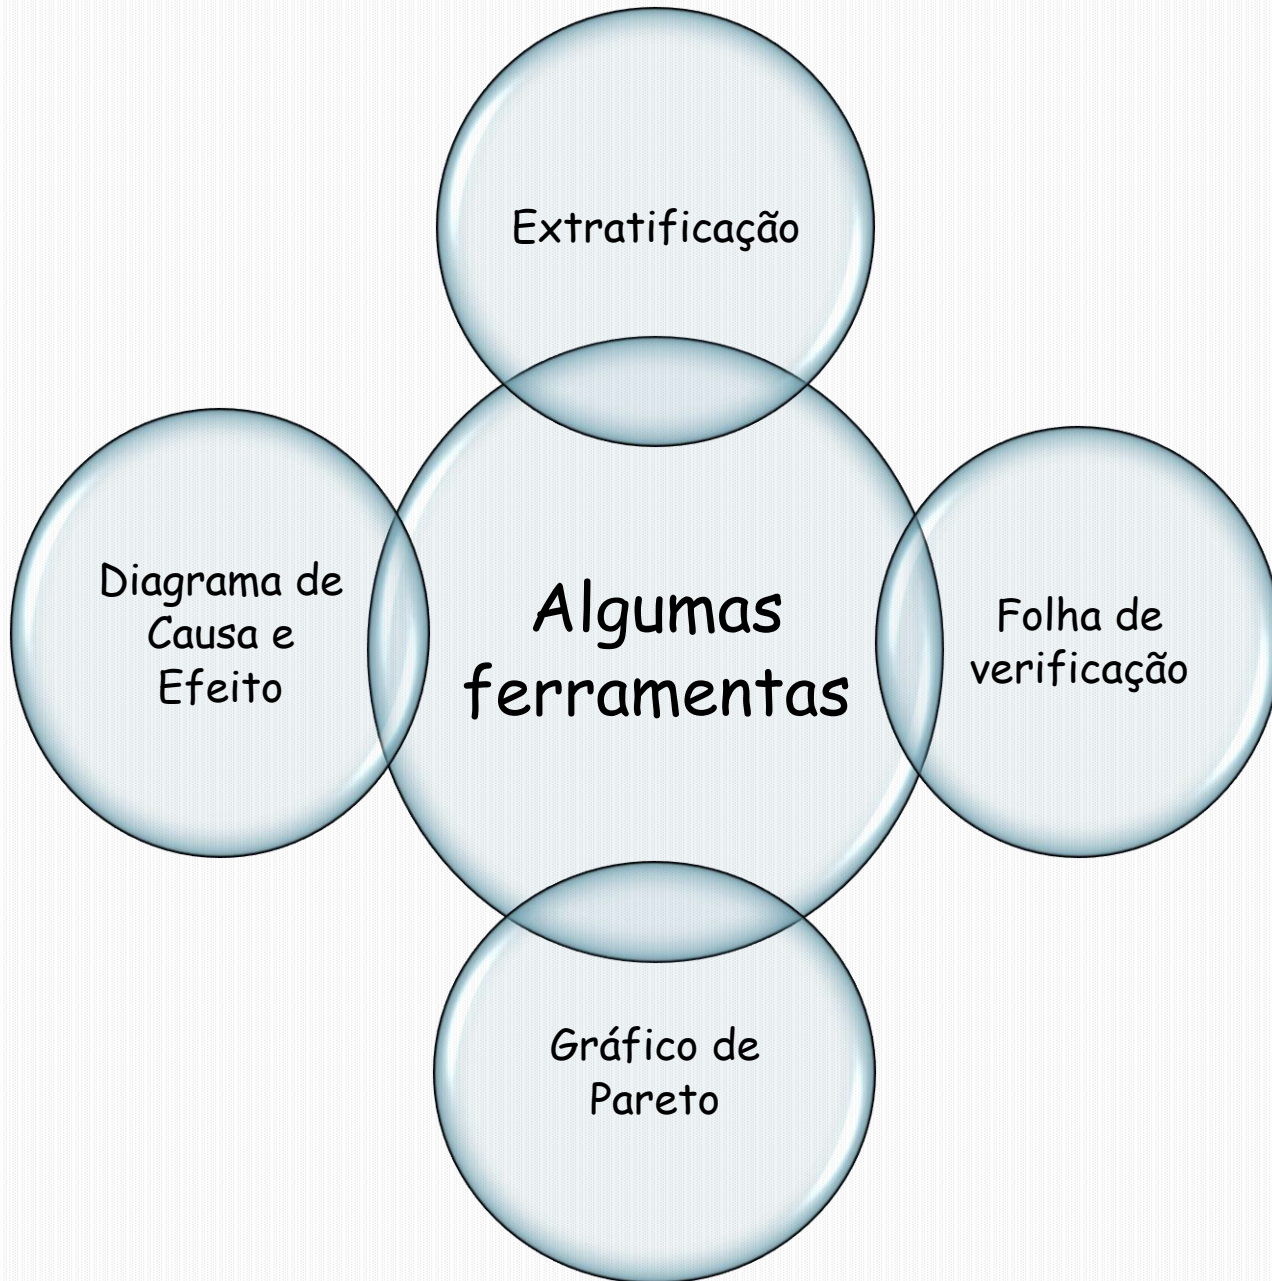 Extratificação
Diagrama de
Causa e
Efeito
Algumas
ferramentas
Folha de
verificação
Gráfico de
Pareto